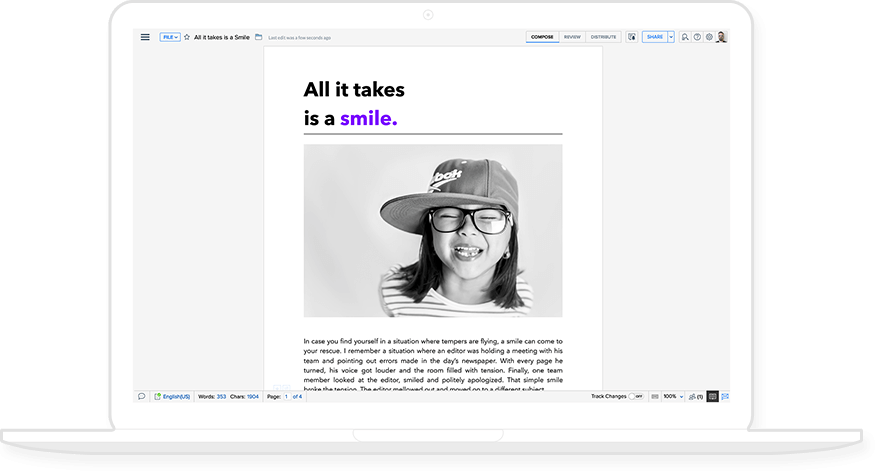 FILE All it takes is a Smile Last edit was a few seconds ago COMPOSE REVIEW DISTRIBUTE SHARE
All it takes
is a smile.
In case you find yourself in a situation where tempers are flying, a smile can come to
your rescue. I remember a situation where an editor was holding a meeting with his
team and pointing out errors made in the day's newspaper. With every page he
turned, his voice got louder and the room filled with tension. Finally, one team
member looked at the editor, smiled and politely apologized. That simple smile
broke the tension. The editor mellowed out and moved on to a different subject.
English(US) Words: 353 Chars: 1904 Page: 1 of 4 Track Changes OFF 100% (1)